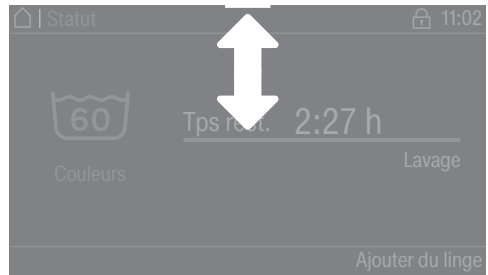 | Statut 11:02
60 Tps rest. 2:27 h
Couleurs Lavage
Ajouter du linge